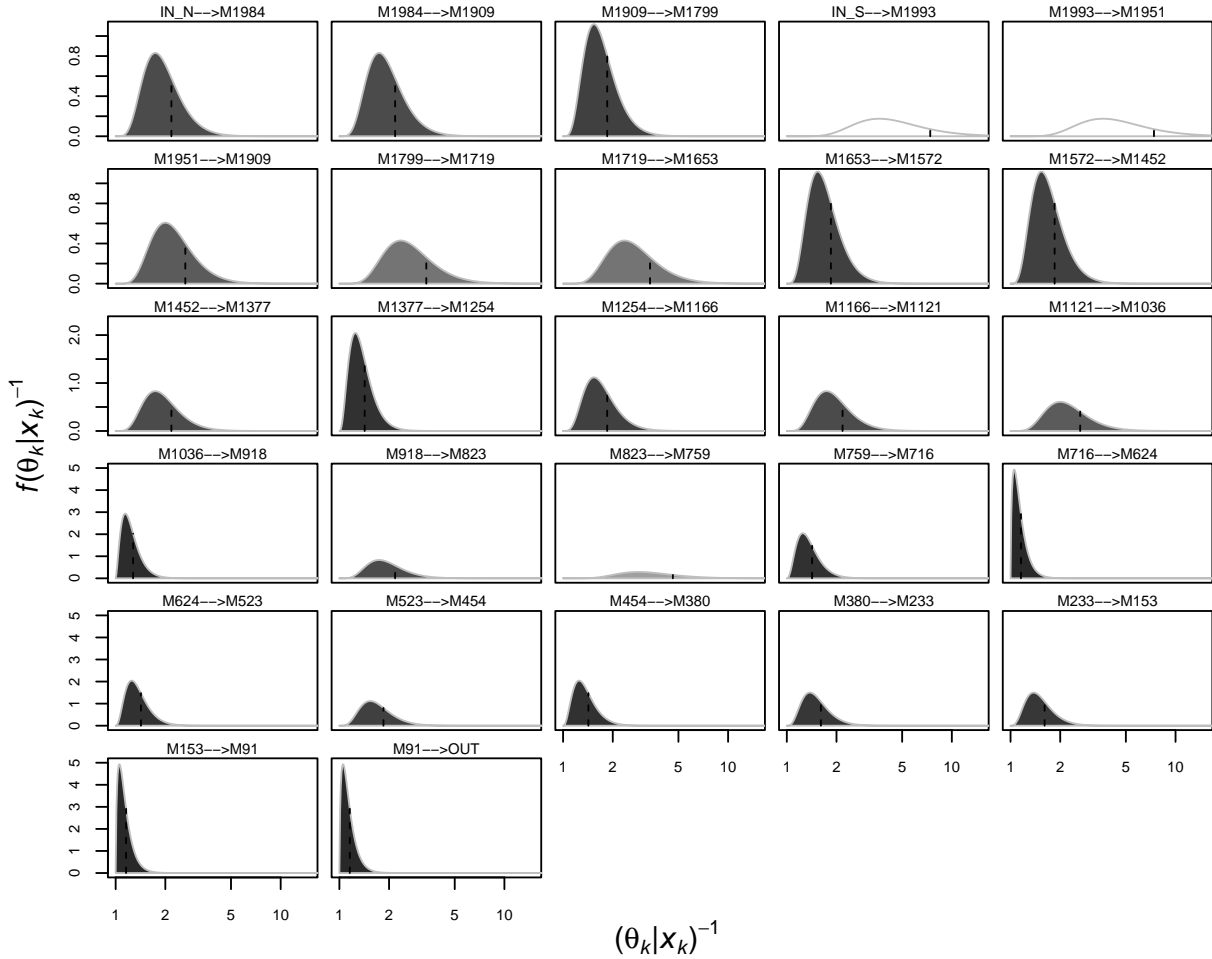 IN_N−−>M1984 M1984−−>M1909 M1909−−>M1799 IN_S−−>M1993 M1993−−>M1951
0.0 0.4 0.8
M1951−−>M1909 M1799−−>M1719 M1719−−>M1653 M1653−−>M1572 M1572−−>M1452
0.0 0.4 0.8
M1452−−>M1377 M1377−−>M1254 M1254−−>M1166 M1166−−>M1121 M1121−−>M1036
0.0 1.0 2.0
f(θk|xk)−1
M1036−−>M918 M918−−>M823 M823−−>M759 M759−−>M716 M716−−>M624
0 1 2 3 4 5
M624−−>M523 M523−−>M454 M454−−>M380 M380−−>M233 M233−−>M153
0 1 2 3 4 5
1 2 5 10 1 2 5 10 1 2 5 10
M153−−>M91 M91−−>OUT
0 1 2 3 4 5
1 2 5 10 1 2 5 10
(θk|xk)−1